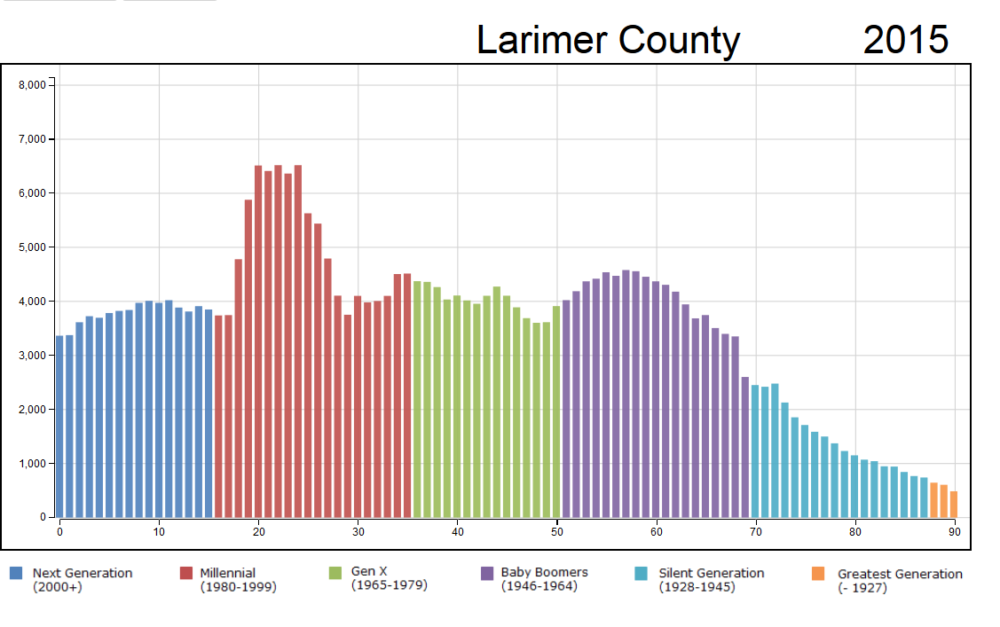 Larimer County 2015
8,000
7,000
6,000
5,000
4,000
3,000
2,000
1,000
0
0 10 20 30 40 50 60 70 80 90
Next Generation
(2000+)
Millennial
(1980-1999)
Gen X
(1965-1979)
Baby Boomers
(1946-1964)
Silent Generation
(1928-1945)
Greatest Generation
(- 1927)